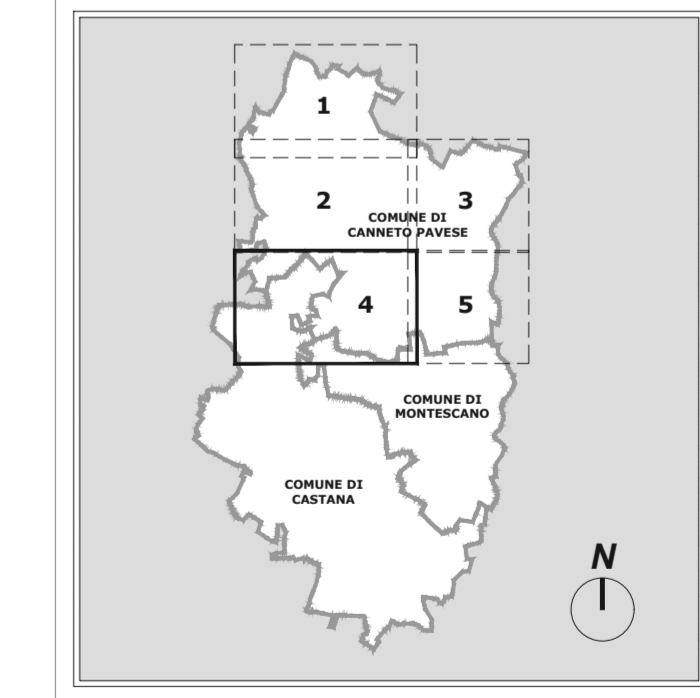 1
2
3
COMUNE DI
CANNETO PAVESE
4
5
COMUNE DI
MONTESCANO
COMUNE DI
CASTANA
N